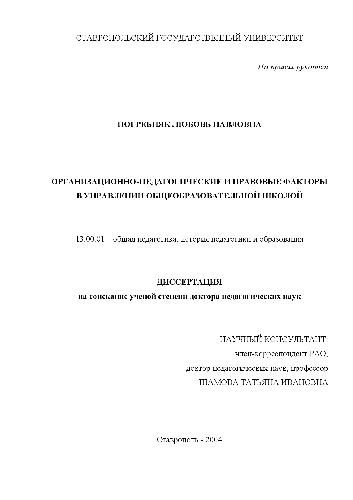 СТАВРОПОЛЬСКИЙ ГОСУДАРСТВЕННЫЙ УНИВЕРСИТЕТ
На правах рукописи
ПОГРЕБНЯК ЛЮБОВЬ ПАВЛОВНА
ОРГАНИЗАЦИОННО-ПЕДАГОГИЧЕСКИЕ И ПРАВОВЫЕ ФАКТОРЫ
В УПРАВЛЕНИИ ОБЩЕОБРАЗОВАТЕЛЬНОЙ ШКОЛОЙ
13.00.01 – общая педагогика, история педагогики и образования
ДИССЕРТАЦИЯ
на соискание ученой степени доктора педагогических наук
НАУЧНЫЙ КОНСУЛЬТАНТ:
член-корреспондент РАО,
доктор педагогических наук, профессор
ШАМОВА ТАТЬЯНА ИВАНОВНА
Ставрополь - 2004